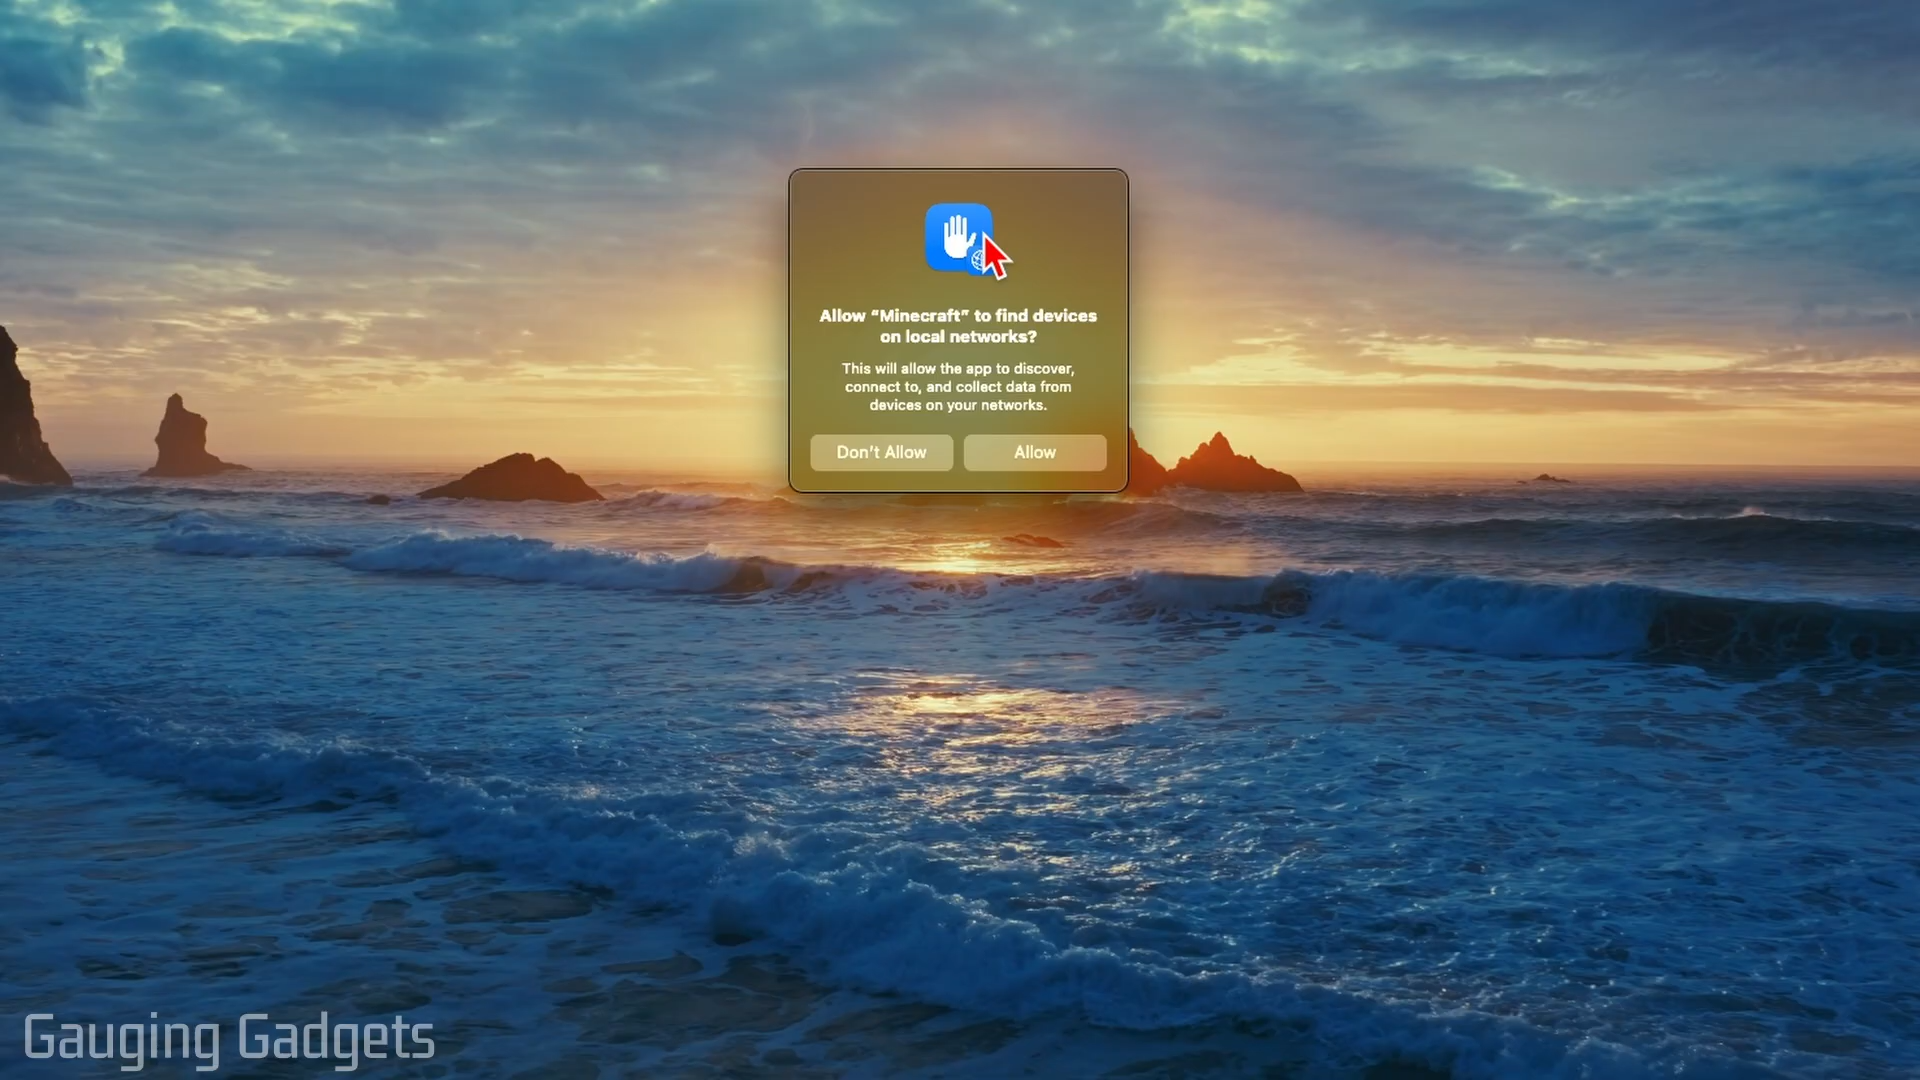 Allow “Minecraft” to find devices
on local networks?
This will allow the app to discover,
connect to, and collect data from
devices on your networks.
Don't Allow
Allow
Gauging Gadgets